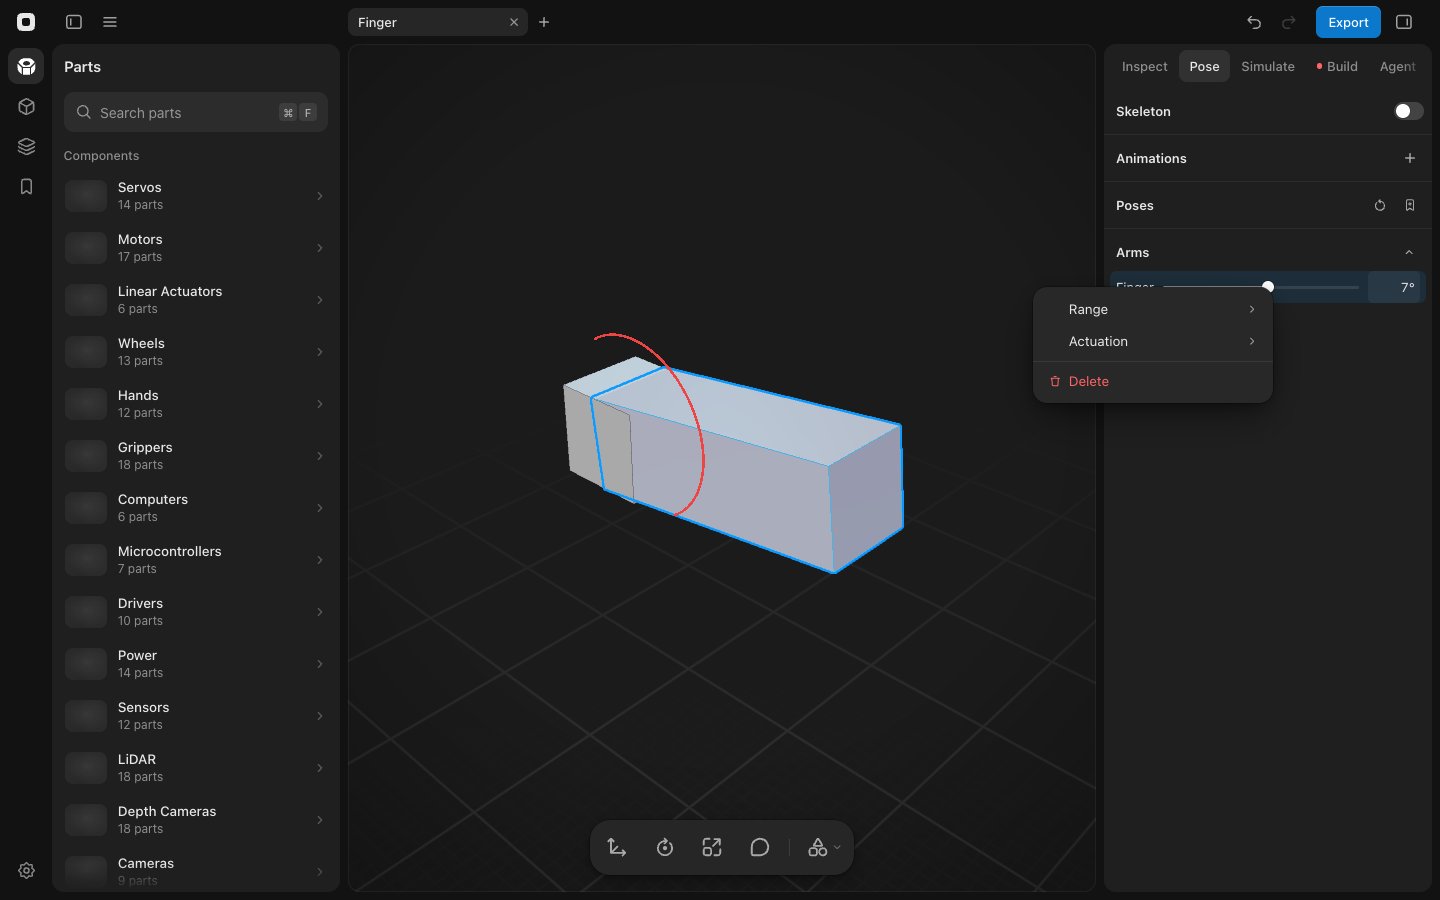 Finger
Export
Parts
Search parts
⌘ F
Components
Servos
14 parts
Motors
17 parts
Linear Actuators
6 parts
Wheels
13 parts
Hands
12 parts
Grippers
18 parts
Computers
6 parts
Microcontrollers
7 parts
Drivers
10 parts
Power
14 parts
Sensors
12 parts
LiDAR
18 parts
Depth Cameras
18 parts
Cameras
9 parts
Inspect Pose Simulate Build Agent
Skeleton
Animations
Poses
Arms
Finger 7°
Range
Actuation
Delete